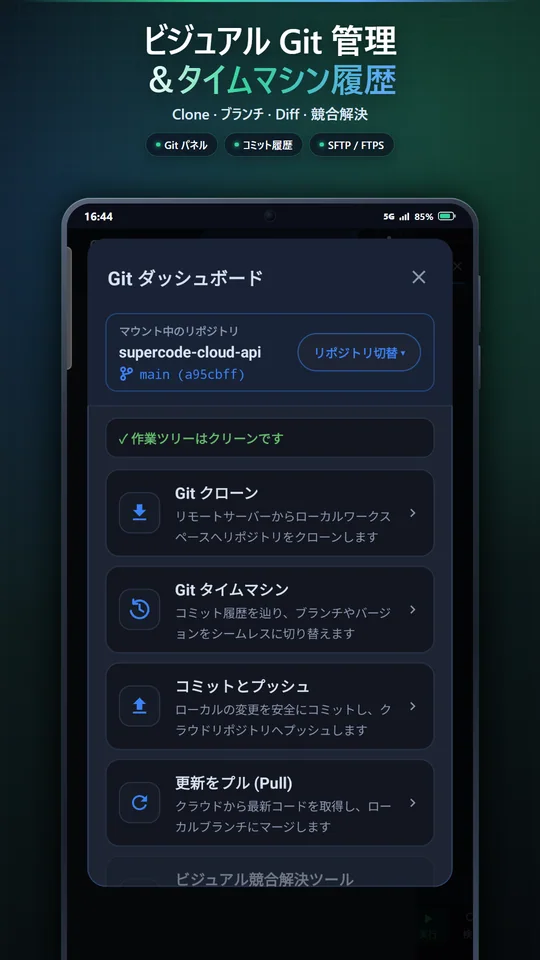 ビジュアル Git 管理
&タイムマシン履歴
Clone · ブランチ · Diff · 競合解決
Git パネル
コミット履歴
SFTP / FTPS
16:44
5G
85%
Git ダッシュボード
マウント中のリポジトリ
supercode-cloud-api
main (a95cbff)
リポジトリ切替
✓ 作業ツリーはクリーンです
Git クローン
リモートサーバーからローカルワークス
ペースへリポジトリをクローンします
Git タイムマシン
コミット履歴を辿り、ブランチやバージ
ョンをシームレスに切り替えます
コミットとプッシュ
ローカルの変更を安全にコミットし、ク
ラウドリポジトリへプッシュします
更新をプル (Pull)
クラウドから最新コードを取得し、ロー
カルブランチにマージします
ビジュアル競合解決ツール